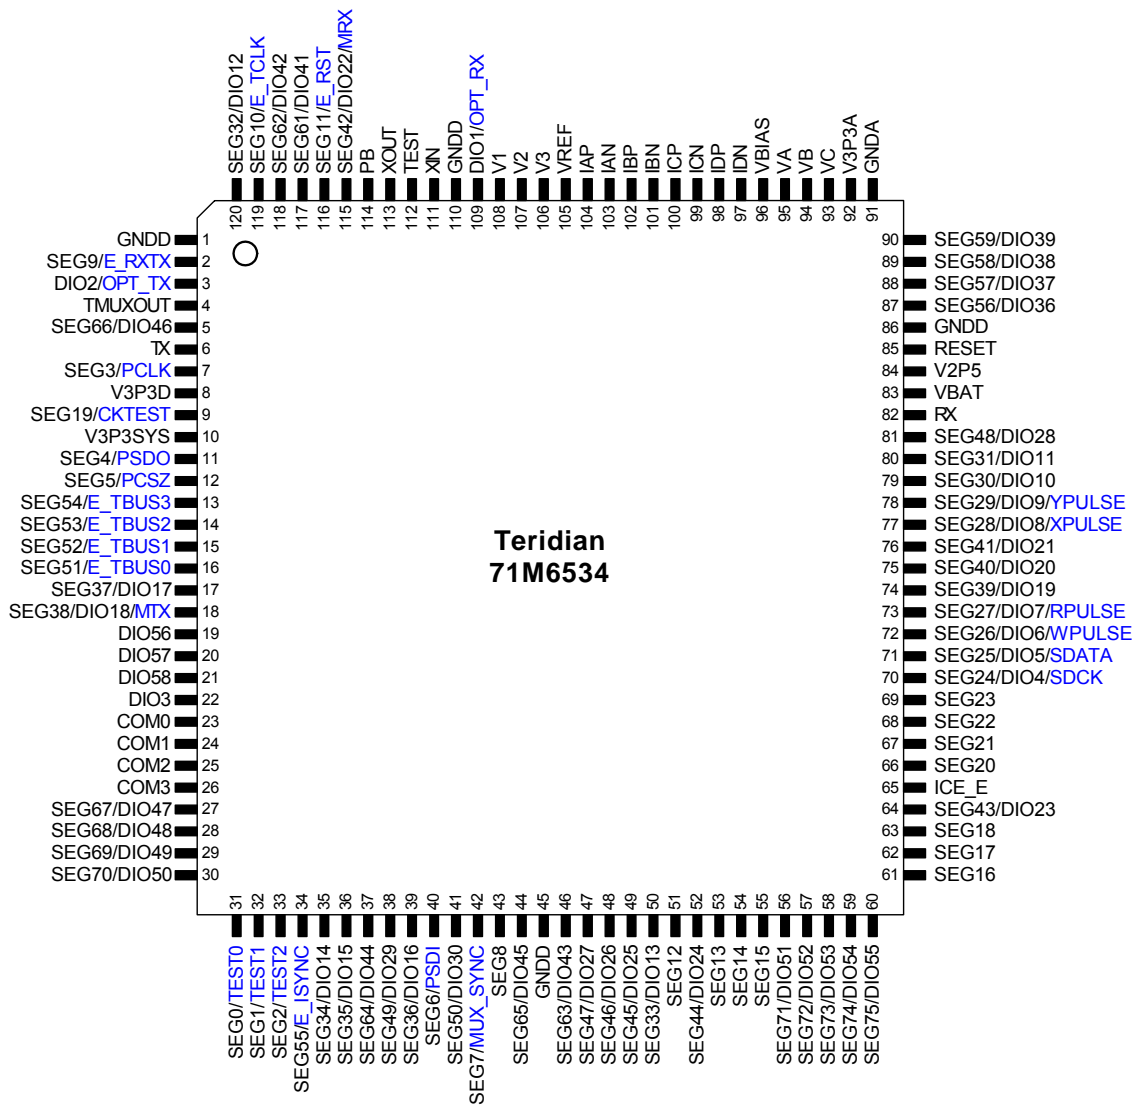 SEG32/DIO12
SEG10/E_TCLK
SEG62/DIO42
SEG61/DIO41
SEG11/E_RST
SEG42/DIO22/MRX
PB
XOUT
TEST
XIN
GNDD
DIO1/OPT_RX
V1
V2
V3
VREF
IAP
IAN
IBP
IBN
ICP
ICN
IDP
IDN
VBIAS
VA
VB
VC
V3P3A
GNDA
120
119
118
117
116
115
114
113
112
111
110
109
108
107
106
105
104
103
102
101
100
99
98
97
96
95
94
93
92
91
GNDD 1
SEG9/E_RXTX 2
DIO2/OPT_TX 3
TMUXOUT 4
SEG66/DIO46 5
TX 6
SEG3/PCLK 7
V3P3D 8
SEG19/CKTEST 9
V3P3SYS 10
SEG4/PSDO 11
SEG5/PCSZ 12
SEG54/E_TBUS3 13
SEG53/E_TBUS2 14
SEG52/E_TBUS1 15
SEG51/E_TBUS0 16
SEG37/DIO17 17
SEG38/DIO18/MTX 18
DIO56 19
DIO57 20
DIO58 21
DIO3 22
COM0 23
COM1 24
COM2 25
COM3 26
SEG67/DIO47 27
SEG68/DIO48 28
SEG69/DIO49 29
SEG70/DIO50 30
Teridian
71M6534
90 SEG59/DIO39
89 SEG58/DIO38
88 SEG57/DIO37
87 SEG56/DIO36
86 GNDD
85 RESET
84 V2P5
83 VBAT
82 RX
81 SEG48/DIO28
80 SEG31/DIO11
79 SEG30/DIO10
78 SEG29/DIO9/YPULSE
77 SEG28/DIO8/XPULSE
76 SEG41/DIO21
75 SEG40/DIO20
74 SEG39/DIO19
73 SEG27/DIO7/RPULSE
72 SEG26/DIO6/WPULSE
71 SEG25/DIO5/SDATA
70 SEG24/DIO4/SDCK
69 SEG23
68 SEG22
67 SEG21
66 SEG20
65 ICE_E
64 SEG43/DIO23
63 SEG18
62 SEG17
61 SEG16
31
32
33
34
35
36
37
38
39
40
41
42
43
44
45
46
47
48
49
50
51
52
53
54
55
56
57
58
59
60
SEG0/TEST0
SEG1/TEST1
SEG2/TEST2
SEG55/E_ISYNC
SEG34/DIO14
SEG35/DIO15
SEG64/DIO44
SEG49/DIO29
SEG36/DIO16
SEG6/PSDI
SEG50/DIO30
SEG7/MUX_SYNC
SEG8
SEG65/DIO45
GNDD
SEG63/DIO43
SEG47/DIO27
SEG46/DIO26
SEG45/DIO25
SEG33/DIO13
SEG12
SEG44/DIO24
SEG13
SEG14
SEG15
SEG71/DIO51
SEG72/DIO52
SEG73/DIO53
SEG74/DIO54
SEG75/DIO55